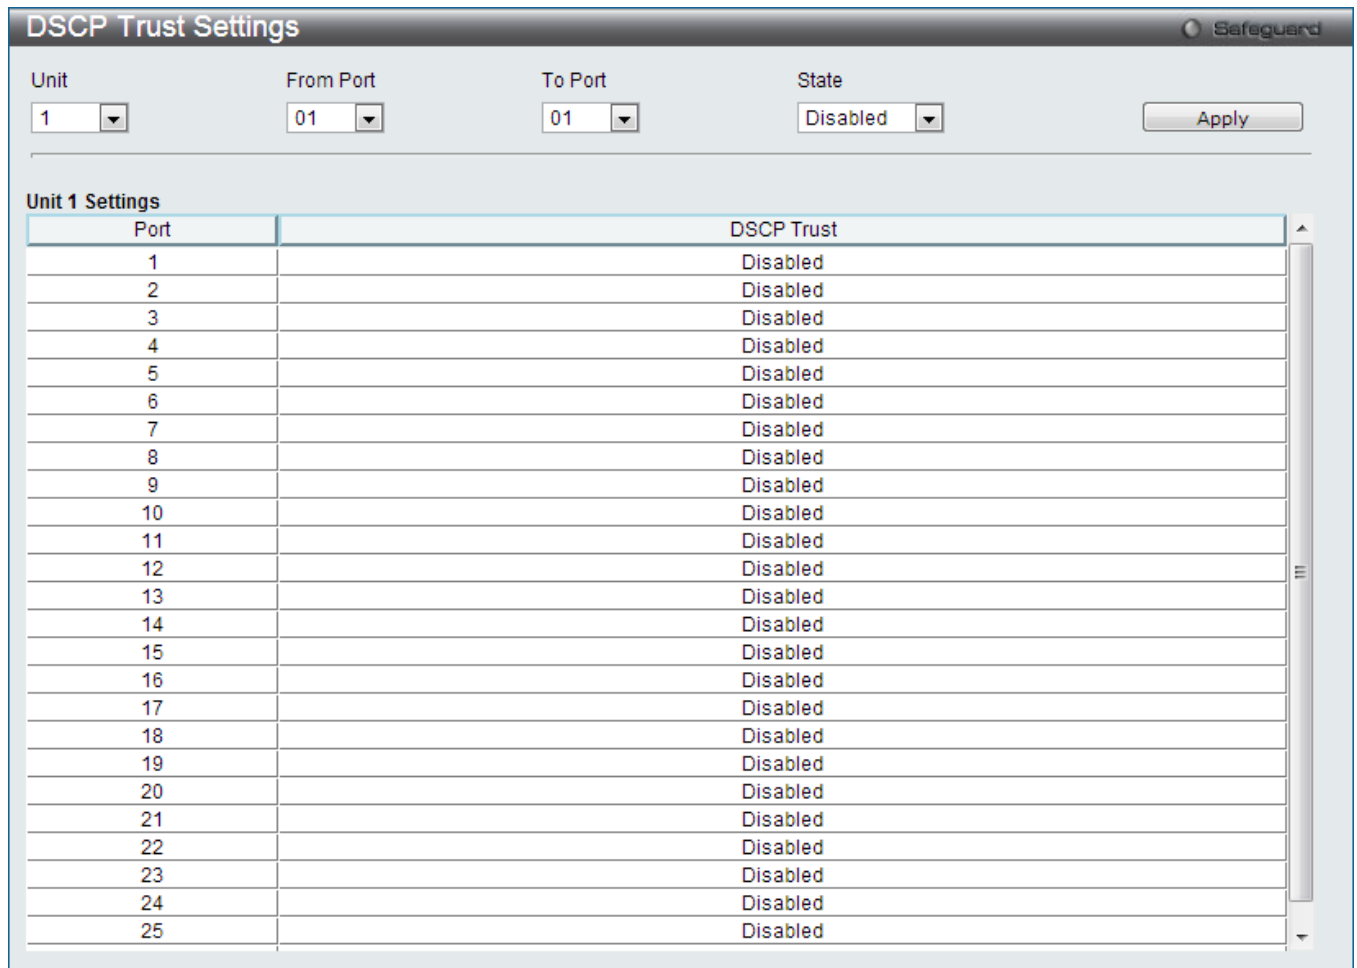 DSCP Trust Settings
Safeguard
Unit From Port To Port State
1 01 01 Disabled Apply
Unit 1 Settings
Port DSCP Trust
1 Disabled
2 Disabled
3 Disabled
4 Disabled
5 Disabled
6 Disabled
7 Disabled
8 Disabled
9 Disabled
10 Disabled
11 Disabled
12 Disabled
13 Disabled
14 Disabled
15 Disabled
16 Disabled
17 Disabled
18 Disabled
19 Disabled
20 Disabled
21 Disabled
22 Disabled
23 Disabled
24 Disabled
25 Disabled